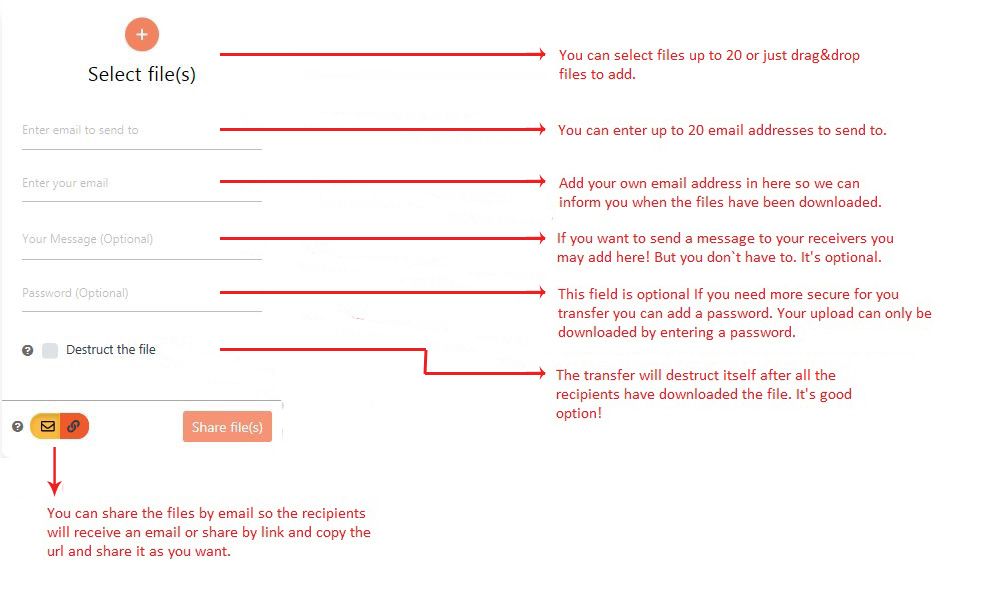 Select file(s)
You can select files up to 20 or just drag&drop
files to add.
Enter email to send to
You can enter up to 20 email addresses to send to.
Enter your email
Add your own email address in here so we can
inform you when the files have been downloaded.
Your Message (Optional)
If you want to send a message to your receivers you
may add here! But you don`t have to. It's optional.
Password (Optional)
This field is optional If you need more secure for you
transfer you can add a password. Your upload can only be
downloaded by entering a password.
Destruct the file
The transfer will destruct itself after all the
recipients have downloaded the file. It's good
option!
Share file(s)
You can share the files by email so the recipients
will receive an email or share by link and copy the
url and share it as you want.